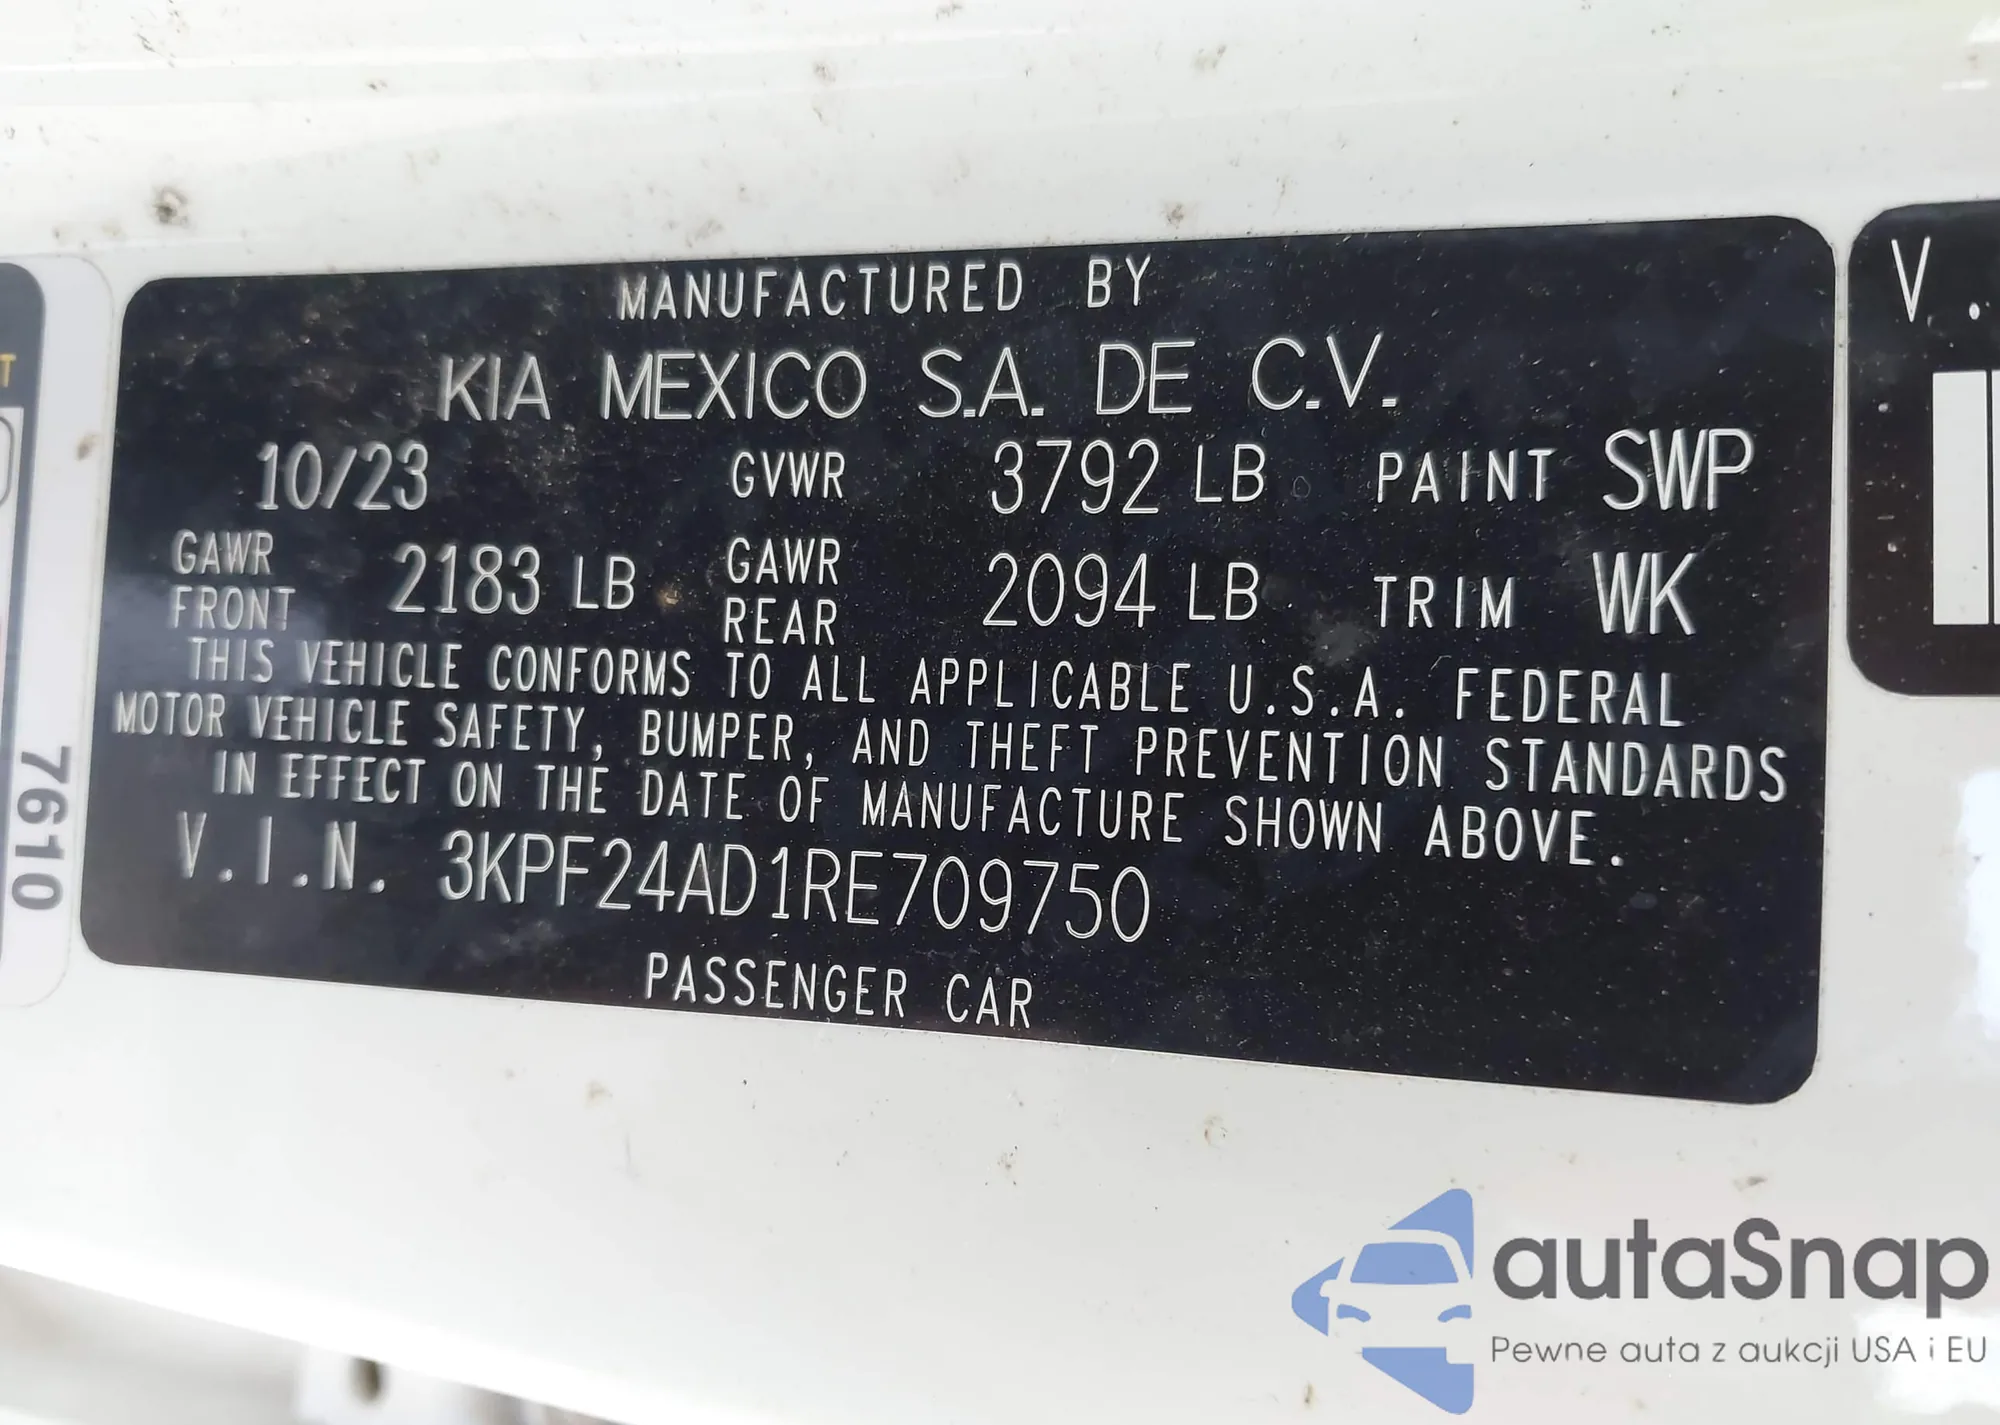 MANUFACTURED BY
KIA MEXICO S.A. DE C.V.
10/23 GVWR 3792 LB PAINT SWP
GAWR FRONT 2183 LB GAWR REAR 2094 LB TRIM WK
THIS VEHICLE CONFORMS TO ALL APPLICABLE U.S.A. FEDERAL
MOTOR VEHICLE SAFETY, BUMPER, AND THEFT PREVENTION STANDARDS
IN EFFECT ON THE DATE OF MANUFACTURE SHOWN ABOVE.
V.I.N. 3KPF24AD1RE709750
PASSENGER CAR
7610
T
V.
autaSnap
Pewne auta z aukcji USA i EU